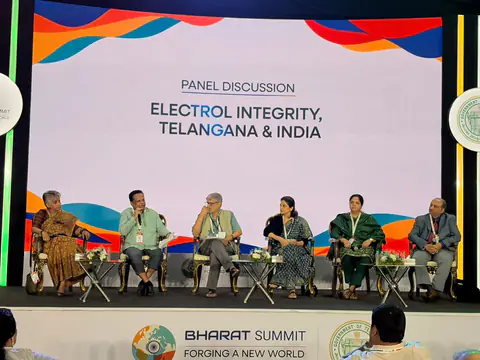 PANEL DISCUSSION
ELECTROL INTEGRITY,
TELANGANA & INDIA
BHARAT SUMMIT
FORGING A NEW WORLD